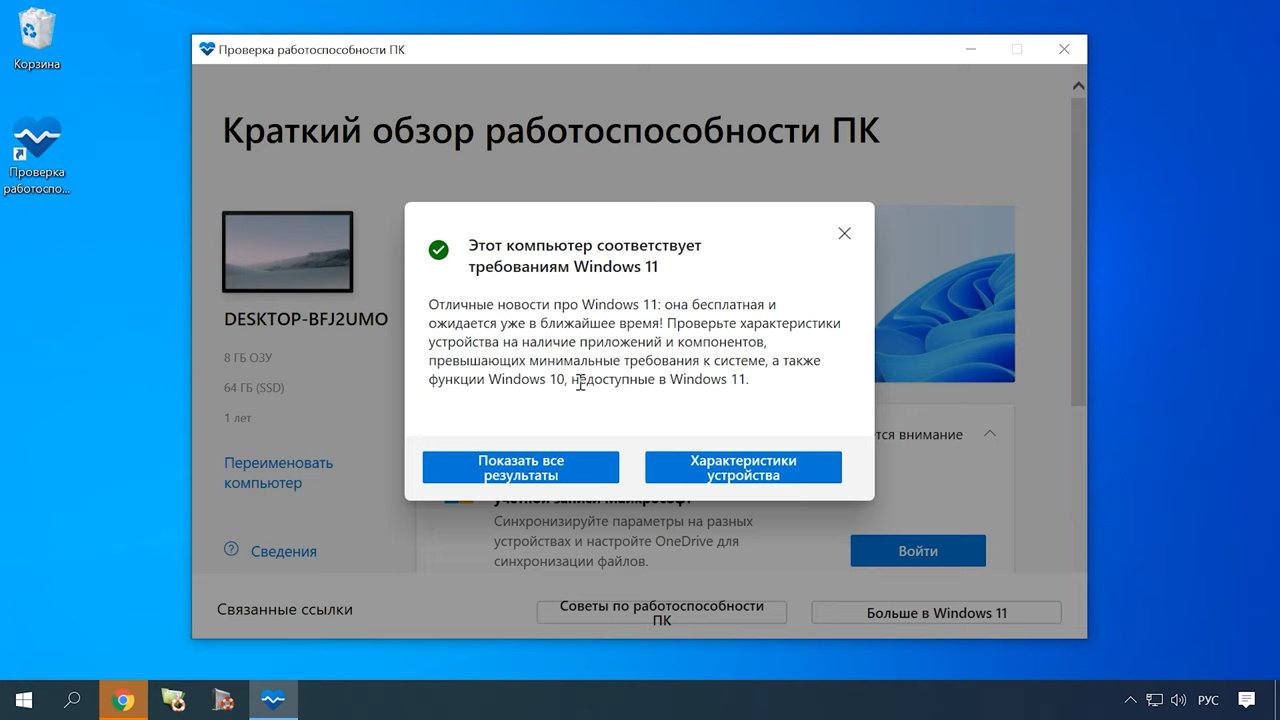 Корзина
Проверка
работоспо...
Проверка работоспособности ПК
Краткий обзор работоспособности ПК
DESKTOP-BFJ2UMO
8 ГБ ОЗУ
64 ГБ (SSD)
1 лет
Переименовать
компьютер
Сведения
Этот компьютер соответствует
требованиям Windows 11
Отличные новости про Windows 11: она бесплатная и
ожидается уже в ближайшее время! Проверьте характеристики
устройства на наличие приложений и компонентов,
превышающих минимальные требования к системе, а также
функции Windows 10, недоступные в Windows 11.
Показать все
результаты
Характеристики
устройства
тся внимание
учетной записи Майкрософт
Синхронизируйте параметры на разных
устройствах и настройте OneDrive для
синхронизации файлов.
Войти
Связанные ссылки
Советы по работоспособности
ПК
Больше в Windows 11
РУС